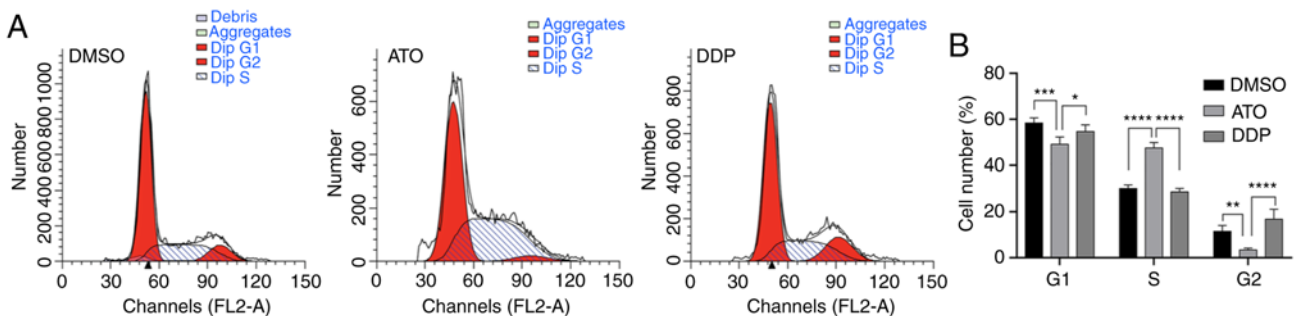 A
DMSO
Debris
Aggregates
Dip G1
Dip G2
Dip S
Number
1000
800
600
400
200
0
0 30 60 90 120 150
Channels (FL2-A)
ATO
Aggregates
Dip G1
Dip G2
Dip S
Number
600
400
200
0
0 30 60 90 120 150
Channels (FL2-A)
DDP
Aggregates
Dip G1
Dip G2
Dip S
Number
800
600
400
200
0
0 30 60 90 120 150
Channels (FL2-A)
B
Cell number (%)
80
60
40
20
0
DMSO
ATO
DDP
*** *
**** ****
** ****
G1 S G2